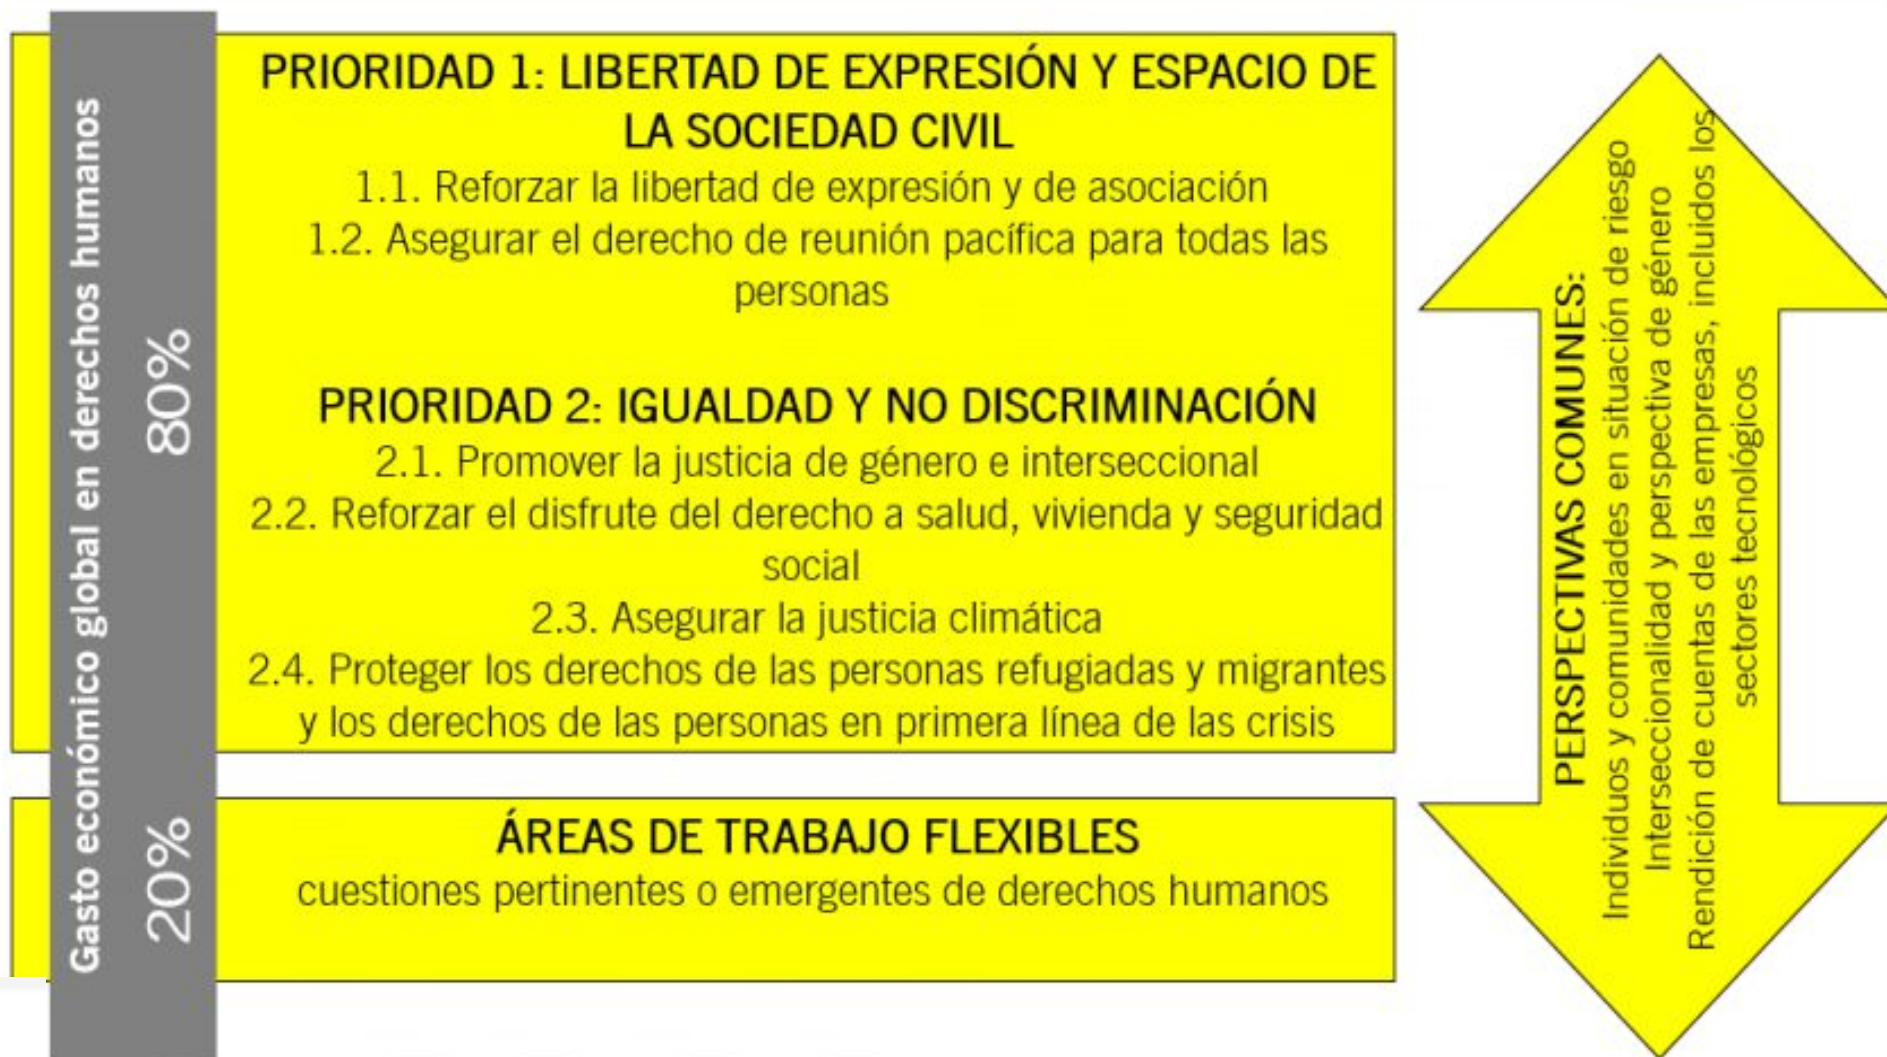 Gasto económico global en derechos humanos
80%
20%
PRIORIDAD 1: LIBERTAD DE EXPRESIÓN Y ESPACIO DE
LA SOCIEDAD CIVIL
1.1. Reforzar la libertad de expresión y de asociación
1.2. Asegurar el derecho de reunión pacífica para todas las
personas
PRIORIDAD 2: IGUALDAD Y NO DISCRIMINACIÓN
2.1. Promover la justicia de género e interseccional
2.2. Reforzar el disfrute del derecho a salud, vivienda y seguridad
social
2.3. Asegurar la justicia climática
2.4. Proteger los derechos de las personas refugiadas y migrantes
y los derechos de las personas en primera línea de las crisis
ÁREAS DE TRABAJO FLEXIBLES
cuestiones pertinentes o emergentes de derechos humanos
PERSPECTIVAS COMUNES:
Individuos y comunidades en situación de riesgo
Interseccionalidad y perspectiva de género
Rendición de cuentas de las empresas, incluidos los
sectores tecnológicos